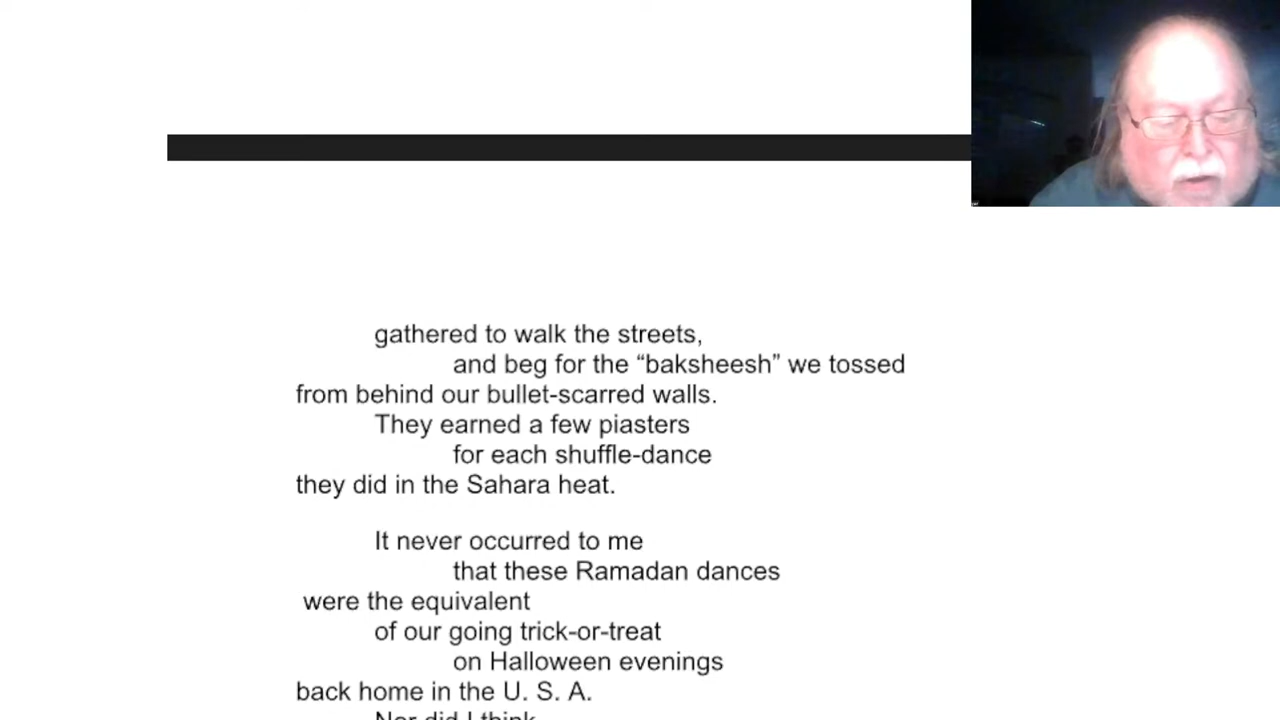 gathered to walk the streets,
and beg for the “baksheesh” we tossed
from behind our bullet-scarred walls.
They earned a few piasters
for each shuffle-dance
they did in the Sahara heat.
It never occurred to me
that these Ramadan dances
were the equivalent
of our going trick-or-treat
on Halloween evenings
back home in the U. S. A.
Nor did I think